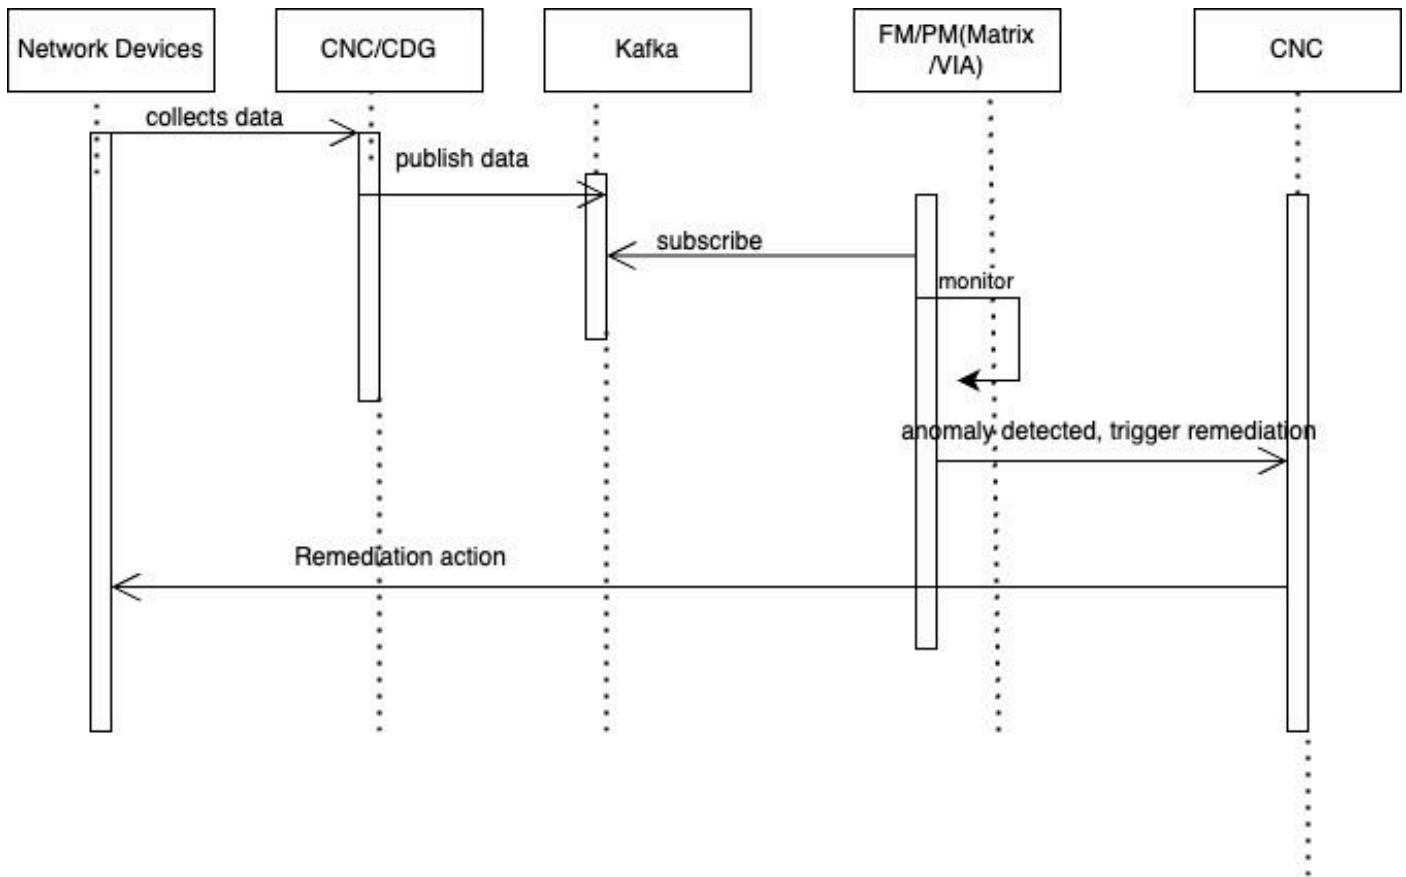 Network Devices
CNC/CDG
Kafka
FM/PM(Matrix
/VIA)
CNC
collects data
publish data
subscribe
monitor
anomaly detected, trigger remediation
Remediation action